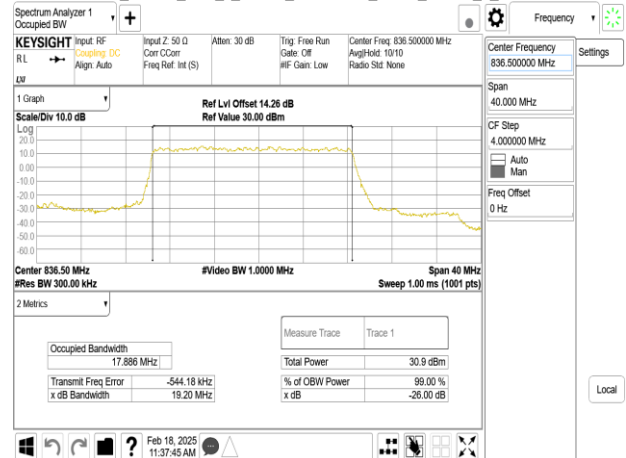 Spectrum Analyzer 1
Occupied BW
Frequency
KEYSIGHT
RL
LXI
Input: RF
Coupling: DC
Align: Auto
Input Z: 50 Ω
Corr CCorr
Freq Ref: Int (S)
Atten: 30 dB
Trig: Free Run
Gate: Off
#IF Gain: Low
Center Freq: 836.500000 MHz
Avg|Hold: 10/10
Radio Std: None
Center Frequency
836.500000 MHz
Settings
Span
40.000 MHz
CF Step
4.000000 MHz
Auto
Man
Freq Offset
0 Hz
1 Graph
Scale/Div 10.0 dB
Ref Lvl Offset 14.26 dB
Ref Value 30.00 dBm
Log
20.0
10.0
0.00
-10.0
-20.0
-30.0
-40.0
-50.0
-60.0
Center 836.50 MHz
#Video BW 1.0000 MHz
Span 40 MHz
#Res BW 300.00 kHz
Sweep 1.00 ms (1001 pts)
2 Metrics
Measure Trace Trace 1
Occupied Bandwidth
17.886 MHz
Total Power 30.9 dBm
Transmit Freq Error -544.18 kHz
% of OBW Power 99.00 %
x dB Bandwidth 19.20 MHz
x dB -26.00 dB
Local
?
Feb 18, 2025
11:37:45 AM